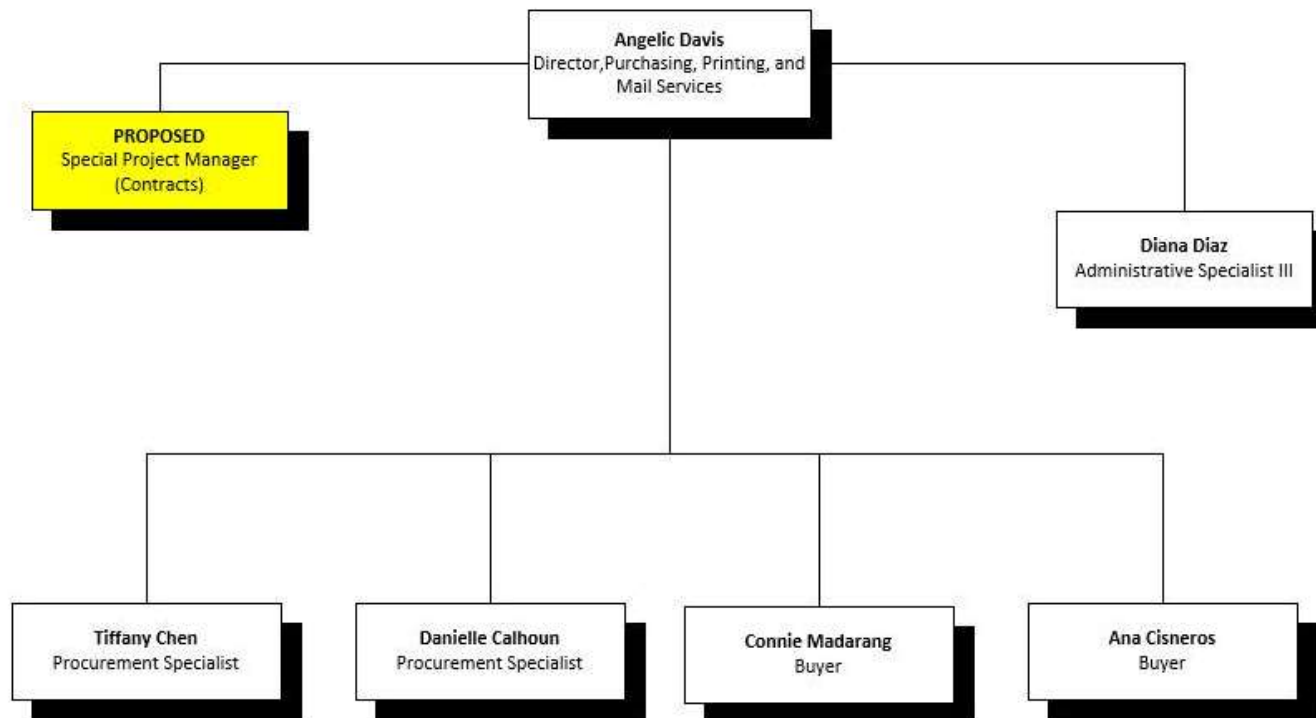 Angelic Davis
Director,Purchasing, Printing, and
Mail Services
PROPOSED
Special Project Manager
(Contracts)
Diana Diaz
Administrative Specialist III
Tiffany Chen
Procurement Specialist
Danielle Calhoun
Procurement Specialist
Connie Madarang
Buyer
Ana Cisneros
Buyer